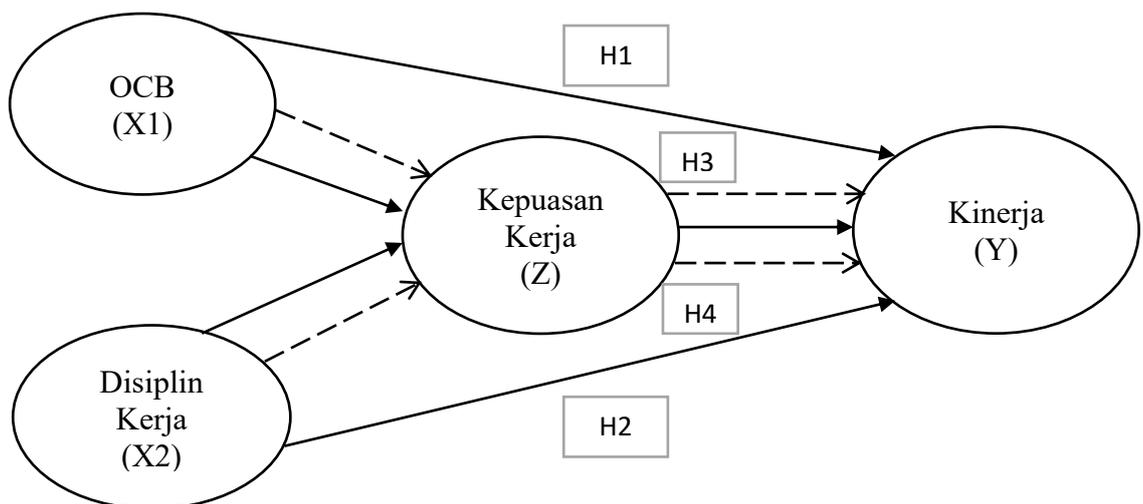 H1
OCB
(X1)
H3
Kepuasan
Kerja
(Z)
Kinerja
(Y)
H4
Disiplin
Kerja
(X2)
H2